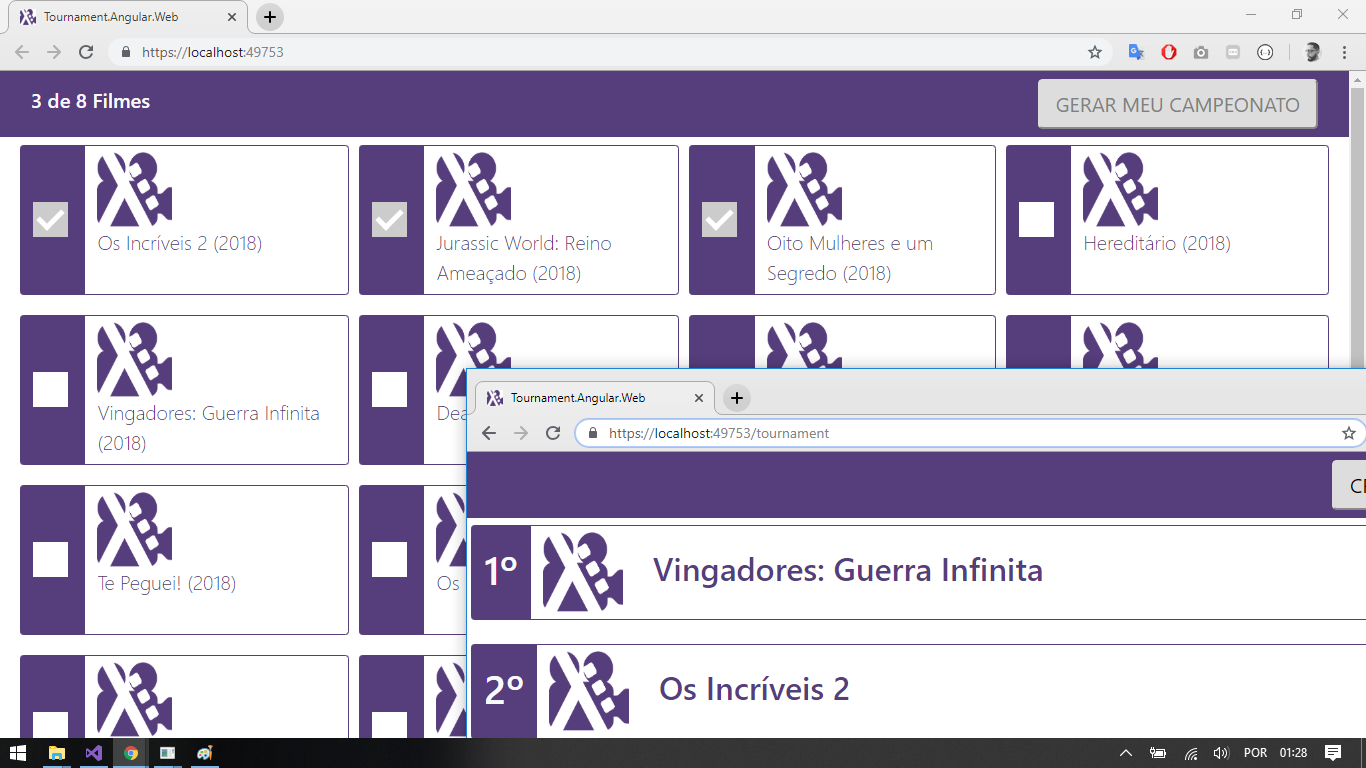 Tournament.Angular.Web
https://localhost:49753
3 de 8 Filmes
GERAR MEU CAMPEONATO
Os Incríveis 2 (2018)
Jurassic World: Reino
Ameaçado (2018)
Oito Mulheres e um
Segredo (2018)
Hereditário (2018)
Vingadores: Guerra Infinita
(2018)
Te Peguei! (2018)
Os
Tournament.Angular.Web
https://localhost:49753/tournament
1º
Vingadores: Guerra Infinita
2º
Os Incríveis 2
POR
01:28